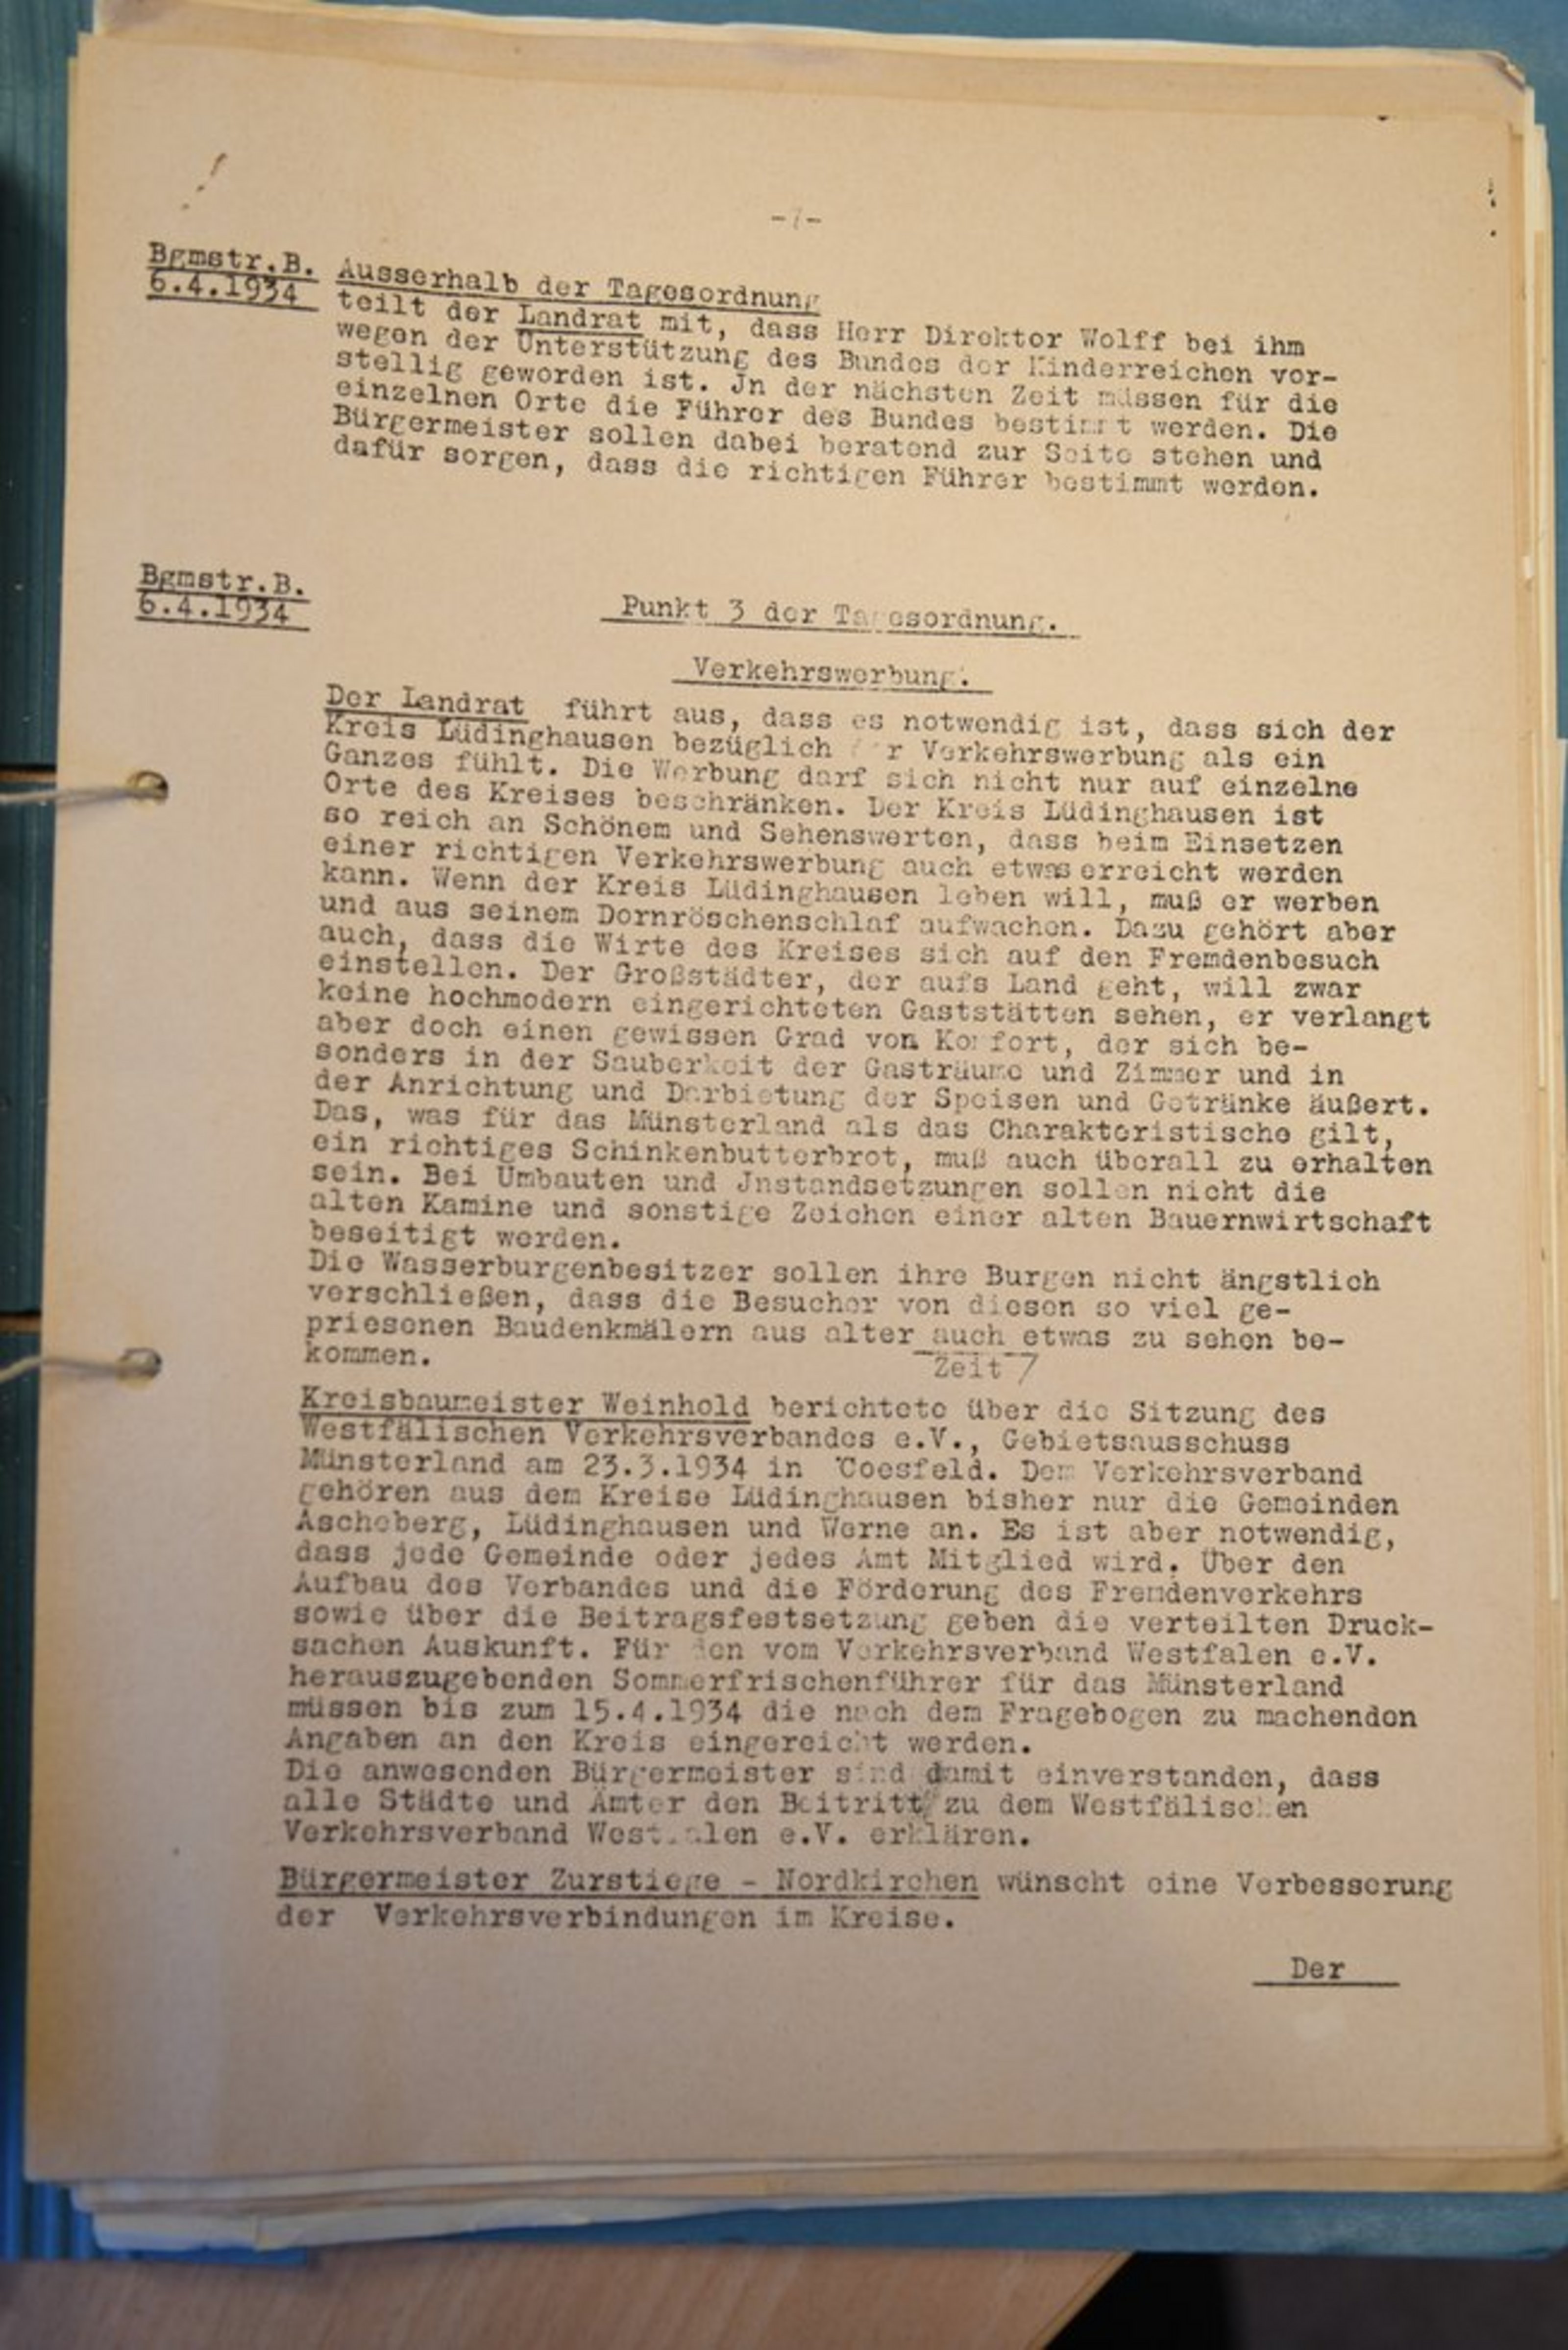 -7-
Bgmstr.B.
6.4.1934
Ausserhalb der Tagesordnung
teilt der Landrat mit, dass Herr Direktor Wolff bei ihm
wegen der Unterstützung des Bundes der Kinderreichen vor-
stellig geworden ist. Jn der nächsten Zeit müssen für die
einzelnen Orte die Führer des Bundes bestimmt werden. Die
Bürgermeister sollen dabei beratend zur Seite stehen und
dafür sorgen, dass die richtigen Führer bestimmt werden.
Bgmstr.B.
6.4.1934
Punkt 3 der Tagesordnung.
Verkehrswerbung.
Der Landrat führt aus, dass es notwendig ist, dass sich der
Kreis Lüdinghausen bezüglich der Verkehrswerbung als ein
Ganzes fühlt. Die Werbung darf sich nicht nur auf einzelne
Orte des Kreises beschränken. Der Kreis Lüdinghausen ist
so reich an Schönem und Sehenswerten, dass beim Einsetzen
einer richtigen Verkehrswerbung auch etwas erreicht werden
kann. Wenn der Kreis Lüdinghausen leben will, muß er werben
und aus seinem Dornröschenschlaf aufwachen. Dazu gehört aber
auch, dass die Wirte des Kreises sich auf den Fremdenbesuch
einstellen. Der Großstädter, der aufs Land geht, will zwar
keine hochmodern eingerichteten Gaststätten sehen, er verlangt
aber doch einen gewissen Grad von Komfort, der sich be-
sonders in der Sauberkeit der Gasträume und Zimmer und in
der Anrichtung und Darbietung der Speisen und Getränke äußert.
Das, was für das Münsterland als das Charakteristische gilt,
ein richtiges Schinkenbutterbrot, muß auch überall zu erhalten
sein. Bei Umbauten und Jnstandsetzungen sollen nicht die
alten Kamine und sonstige Zeichen einer alten Bauernwirtschaft
beseitigt werden.
Die Wasserburgenbesitzer sollen ihre Burgen nicht ängstlich
verschließen, dass die Besucher von diesen so viel ge-
priesenen Baudenkmälern aus alter auch etwas zu sehen be-
kommen.
Zeit
Kreisbaumeister Weinhold berichtete über die Sitzung des
Westfälischen Verkehrsverbandes e.V., Gebietsausschuss
Münsterland am 23.3.1934 in Coesfeld. Dem Verkehrsverband
gehören aus dem Kreise Lüdinghausen bisher nur die Gemeinden
Ascheberg, Lüdinghausen und Werne an. Es ist aber notwendig,
dass jede Gemeinde oder jedes Amt Mitglied wird. Über den
Aufbau des Verbandes und die Förderung des Fremdenverkehrs
sowie über die Beitragsfestsetzung geben die verteilten Druck-
sachen Auskunft. Für den vom Verkehrsverband Westfalen e.V.
herauszugebenden Sommerfrischenführer für das Münsterland
müssen bis zum 15.4.1934 die nach dem Fragebogen zu machenden
Angaben an den Kreis eingereicht werden.
Die anwesenden Bürgermeister sind damit einverstanden, dass
alle Städte und Ämter den Beitritt zu dem Westfälischen
Verkehrsverband Westfalen e.V. erklären.
Bürgermeister Zurstiege - Nordkirchen wünscht eine Verbesserung
der Verkehrsverbindungen im Kreise.
Der